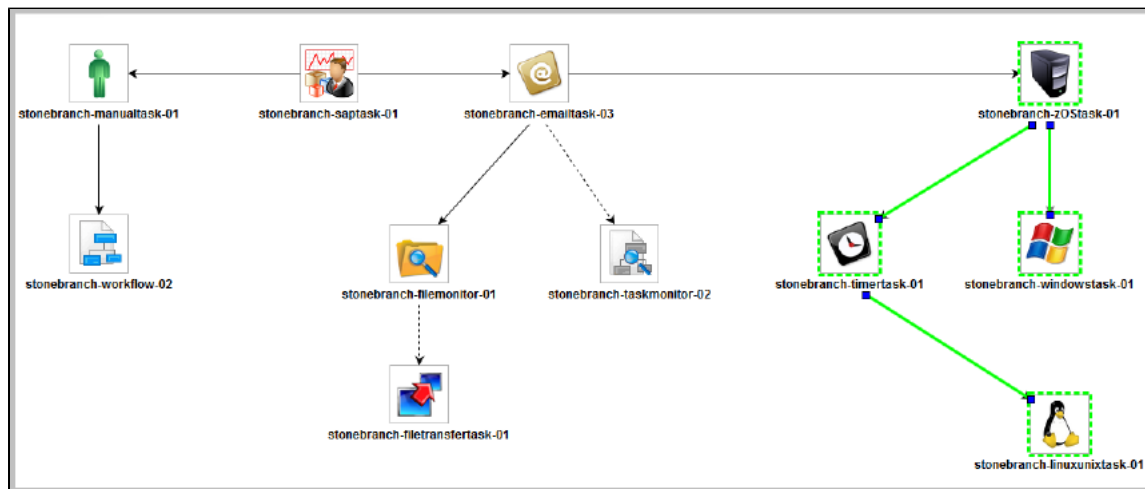 stonebranch-manualtask-01
stonebranch-saptask-01
stonebranch-emailtask-03
stonebranch-zOStask-01
stonebranch-workflow-02
stonebranch-filemonitor-01
stonebranch-taskmonitor-02
stonebranch-timertask-01
stonebranch-windowstask-01
stonebranch-filetransfertask-01
stonebranch-linuxunixtask-01